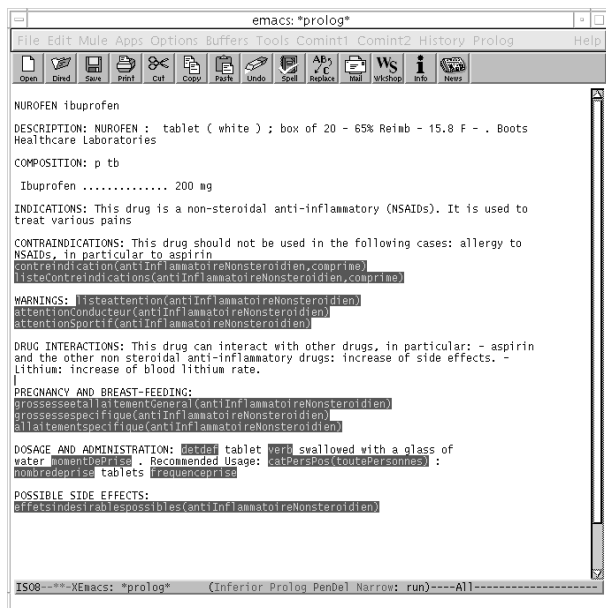 emacs: *prolog*
File Edit Mule Apps Options Buffers Tools Comint1 Comint2 History Prolog Help
Open Dired Save Print Cut Copy Paste Undo Spell Replace Mail WkShop Info News
NUROFEN ibuprofen
DESCRIPTION: NUROFEN :  tablet ( white ) ; box of 20 - 65% Reimb - 15.8 F - . Boots
Healthcare Laboratories
COMPOSITION: p tb
Ibuprofen .............. 200 mg
INDICATIONS: This drug is a non-steroidal anti-inflammatory (NSAIDs). It is used to
treat various pains
CONTRAINDICATIONS: This drug should not be used in the following cases: allergy to
NSAIDs, in particular to aspirin
contreindication(antiInflammatoireNonsteroidien,comprime)
listeContreindications(antiInflammatoireNonsteroidien,comprime)
WARNINGS: listeattention(antiInflammatoireNonsteroidien)
attentionConducteur(antiInflammatoireNonsteroidien)
attentionSportif(antiInflammatoireNonsteroidien)
DRUG INTERACTIONS: This drug can interact with other drugs, in particular: - aspirin
and the other non steroidal anti-inflammatory drugs: increase of side effects. -
Lithium: increase of blood lithium rate.
PREGNANCY AND BREAST-FEEDING:
grossesseetallaitementGeneral(antiInflammatoireNonsteroidien)
grossessespecifique(antiInflammatoireNonsteroidien)
allaitementspecifique(antiInflammatoireNonsteroidien)
DOSAGE AND ADMINISTRATION: detdef tablet verb swallowed with a glass of
water momentDePrise . Recommended Usage: catPersPos(toutePersonnes) :
nombredeprise tablets frequenceprise
POSSIBLE SIDE EFFECTS:
effetsindesirablespossibles(antiInflammatoireNonsteroidien)
ISO8--**-XEmacs: *prolog*     (Inferior Prolog PenDel Narrow: run)----All--------------------